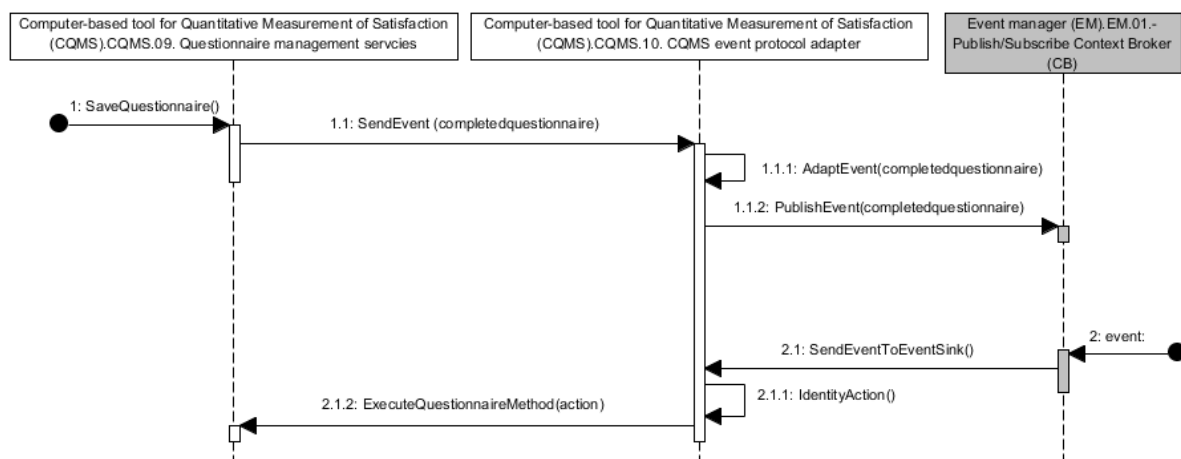 Computer-based tool for Quantitative Measurement of Satisfaction
(CQMS).CQMS.09. Questionnaire management servcies
Computer-based tool for Quantitative Measurement of Satisfaction
(CQMS).CQMS.10. CQMS event protocol adapter
Event manager (EM).EM.01.-
Publish/Subscribe Context Broker
(CB)
1: SaveQuestionnaire()
1.1: SendEvent (completedquestionnaire)
1.1.1: AdaptEvent(completedquestionnaire)
1.1.2: PublishEvent(completedquestionnaire)
2: event:
2.1: SendEventToEventSink()
2.1.1: IdentityAction()
2.1.2: ExecuteQuestionnaireMethod(action)